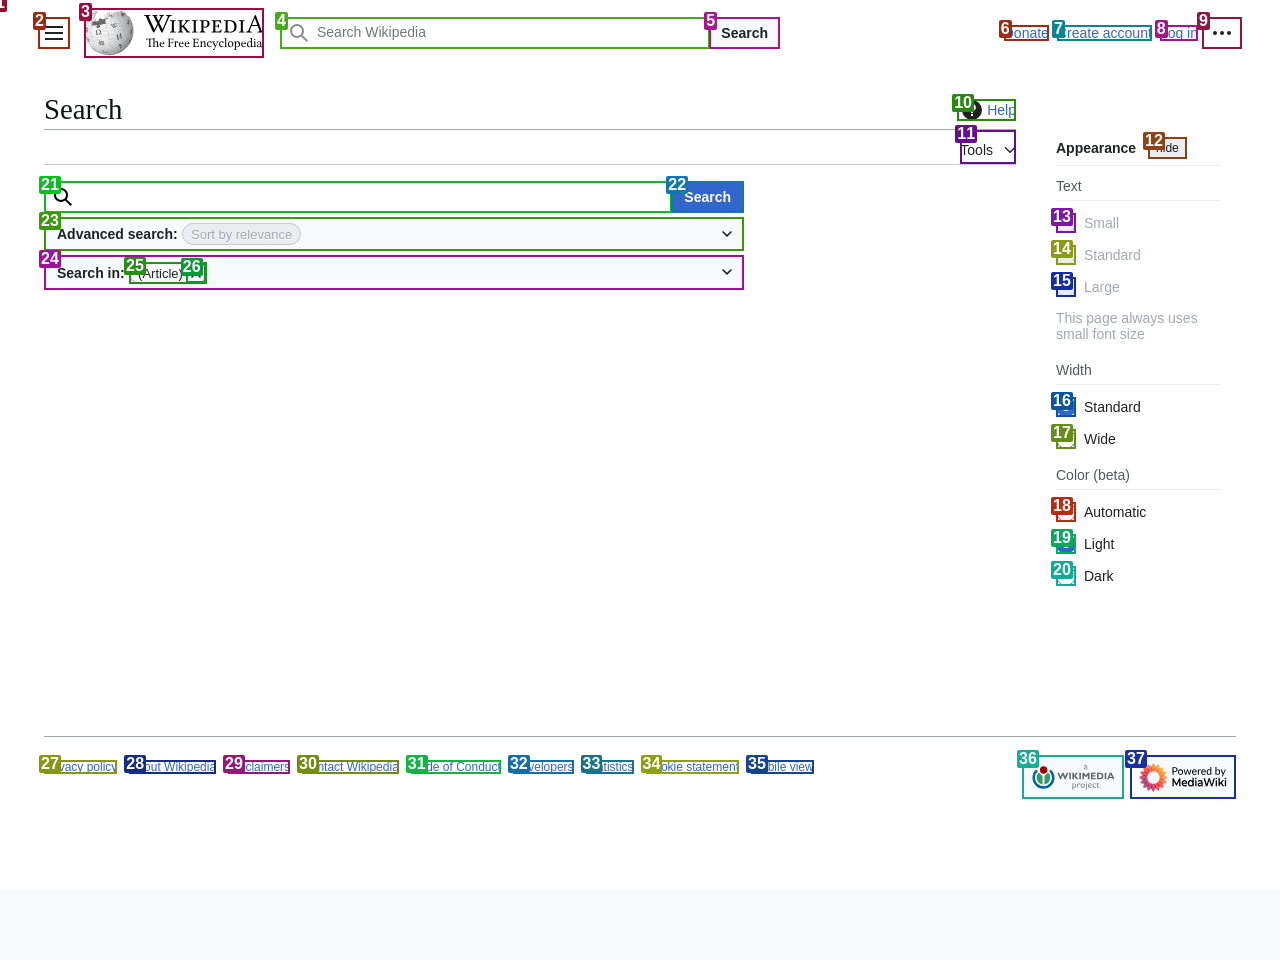 1
2
3
WIKIPEDIA
The Free Encyclopedia
4
Search Wikipedia
5
Search
6
onate
7
reate account
8
og in
9
Search
10
Help
11
Tools
12
Appearance
ide
Text
13
Small
14
Standard
15
Large
This page always uses
small font size
Width
16
Standard
17
Wide
Color (beta)
18
Automatic
19
Light
20
Dark
21
22
Search
23
Advanced search:
Sort by relevance
24
Search in:
25
(Article)
26
27
vacy policy
28
out Wikipedia
29
claimers
30
ntact Wikipedia
31
de of Conduct
32
velopers
33
tistics
34
okie statement
35
bile view
36
a
WIKIMEDIA
project
37
Powered by
MediaWiki